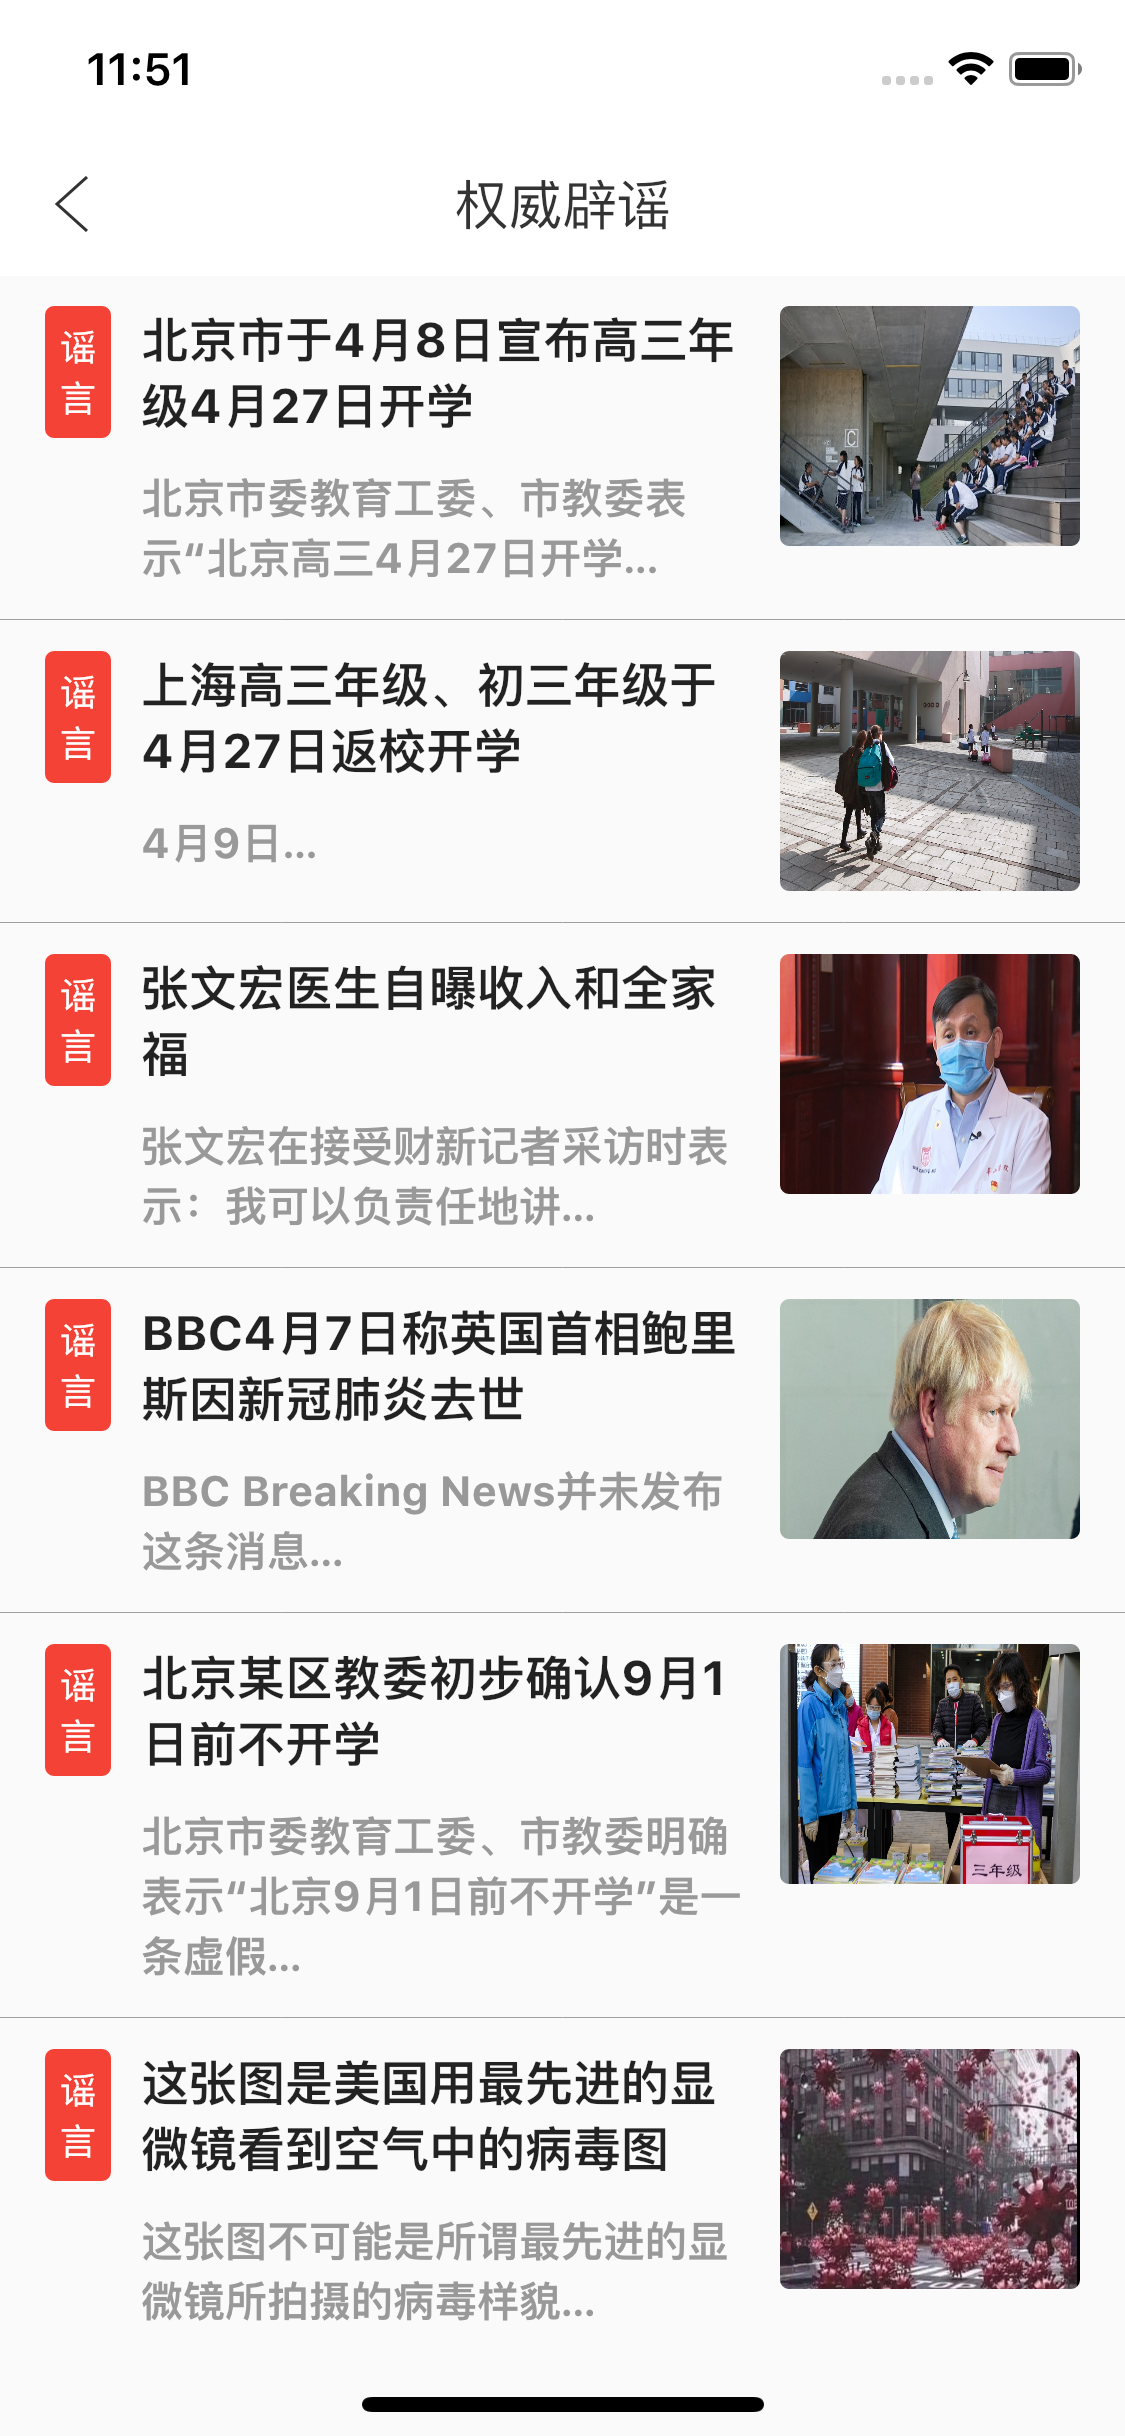 11:51
权威辟谣
谣
言
北京市于4月8日宣布高三年
级4月27日开学
北京市委教育工委、市教委表
示“北京高三4月27日开学...
谣
言
上海高三年级、初三年级于
4月27日返校开学
4月9日...
谣
言
张文宏医生自曝收入和全家
福
张文宏在接受财新记者采访时表
示：我可以负责任地讲...
谣
言
BBC4月7日称英国首相鲍里
斯因新冠肺炎去世
BBC Breaking News并未发布
这条消息...
谣
言
北京某区教委初步确认9月1
日前不开学
北京市委教育工委、市教委明确
表示“北京9月1日前不开学”是一
条虚假...
三年级
谣
言
这张图是美国用最先进的显
微镜看到空气中的病毒图
这张图不可能是所谓最先进的显
微镜所拍摄的病毒样貌...